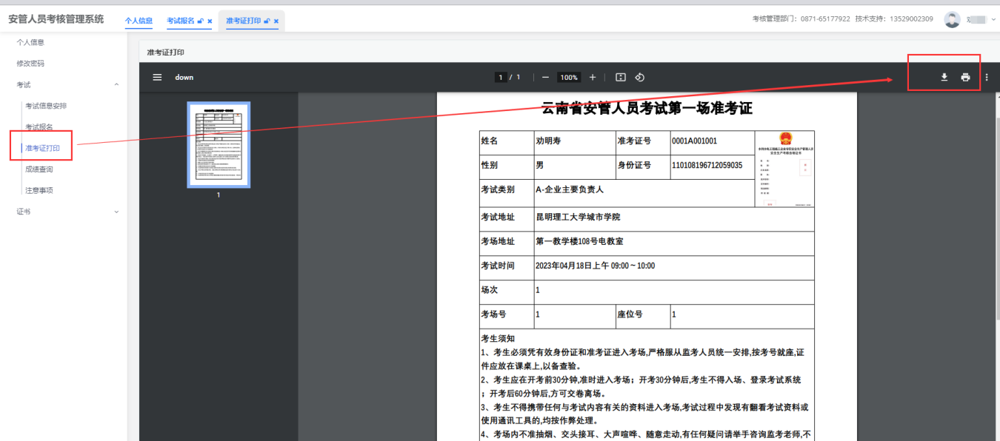 安管人员考核管理系统 个人信息 考试报名 准考证打印 考核管理部门：0871-65177922 技术支持：13529002309
个人信息
修改密码
考试
考试信息安排
考试报名
准考证打印
成绩查询
注意事项
证书
准考证打印
down 1 / 1 100%
1
云南省安管人员考试第一场准考证
姓名 劝明寿 准考证号 0001A001001
性别 男 身份证号 110108196712059035
考试类别 A-企业主要负责人
考试地址 昆明理工大学城市学院
考场地址 第一教学楼108号电教室
考试时间 2023年04月18日上午 09:00～10:00
场次 1
考场号 1 座位号 1
考生须知
1、考生必须凭有效身份证和准考证进入考场,严格服从监考人员统一安排,按考号就座,证
件应放在课桌上,以备查验。
2、考生应在开考前30分钟,准时进入考场；开考30分钟后,考生不得入场、登录考试系统
；开考后60分钟后,方可交卷离场。
3、考生不得携带任何与考试内容有关的资料进入考场,考试过程中发现有翻看考试资料或
使用通讯工具的,均按作弊处理。
4、考场内不准抽烟、交头接耳、大声喧哗、随意走动,有任何疑问请举手咨询监考老师,不